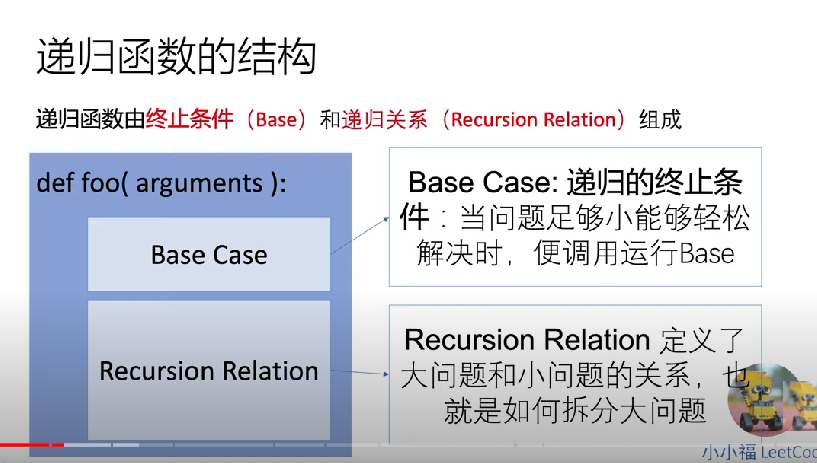 递归函数的结构
递归函数由终止条件（Base）和递归关系（Recursion Relation）组成
def foo( arguments ):
Base Case
Recursion Relation
Base Case: 递归的终止条
件：当问题足够小能够轻松
解决时，便调用运行Base
Recursion Relation 定义了
大问题和小问题的关系，也
就是如何拆分大问题
小小福 LeetCoo